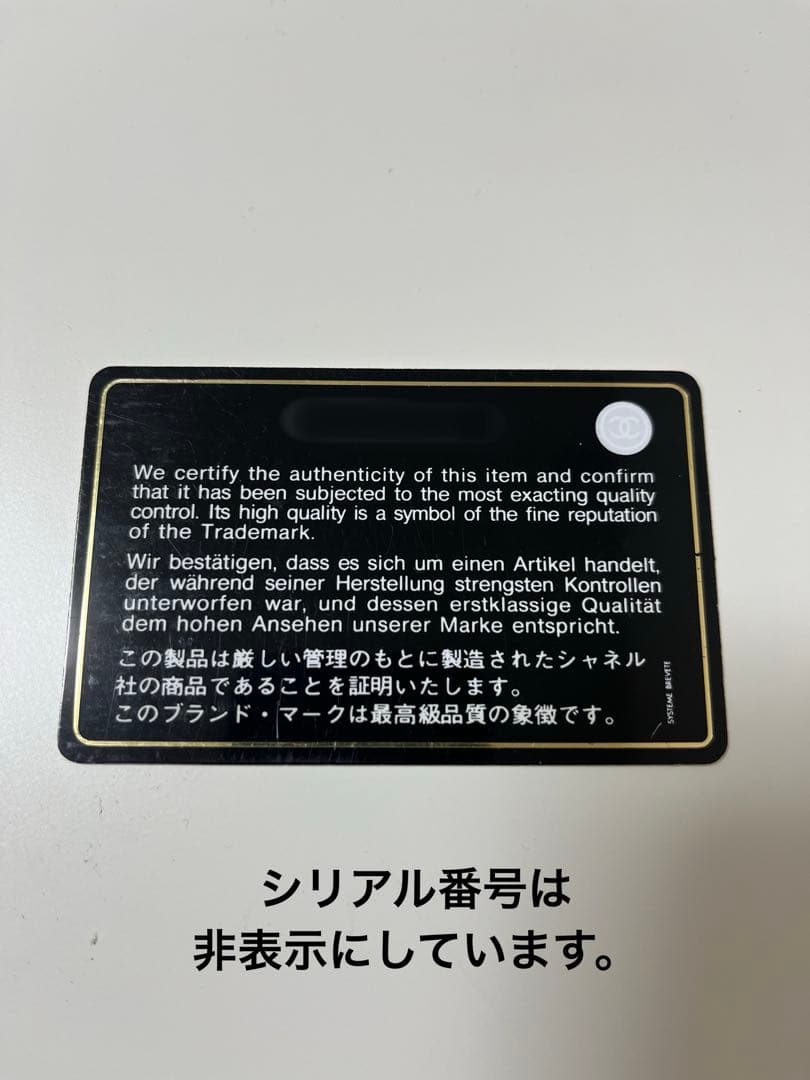 We certify the authenticity of this item and confirm
that it has been subjected to the most exacting quality
control. Its high quality is a symbol of the fine reputation
of the Trademark.
Wir bestätigen, dass es sich um einen Artikel handelt,
der während seiner Herstellung strengsten Kontrollen
unterworfen war, und dessen erstklassige Qualität
dem hohen Ansehen unserer Marke entspricht.
この製品は厳しい管理のもとに製造されたシャネル
社の商品であることを証明いたします。
このブランド・マークは最高級品質の象徴です。
SYSTEME BREVETE
シリアル番号は
非表示にしています。